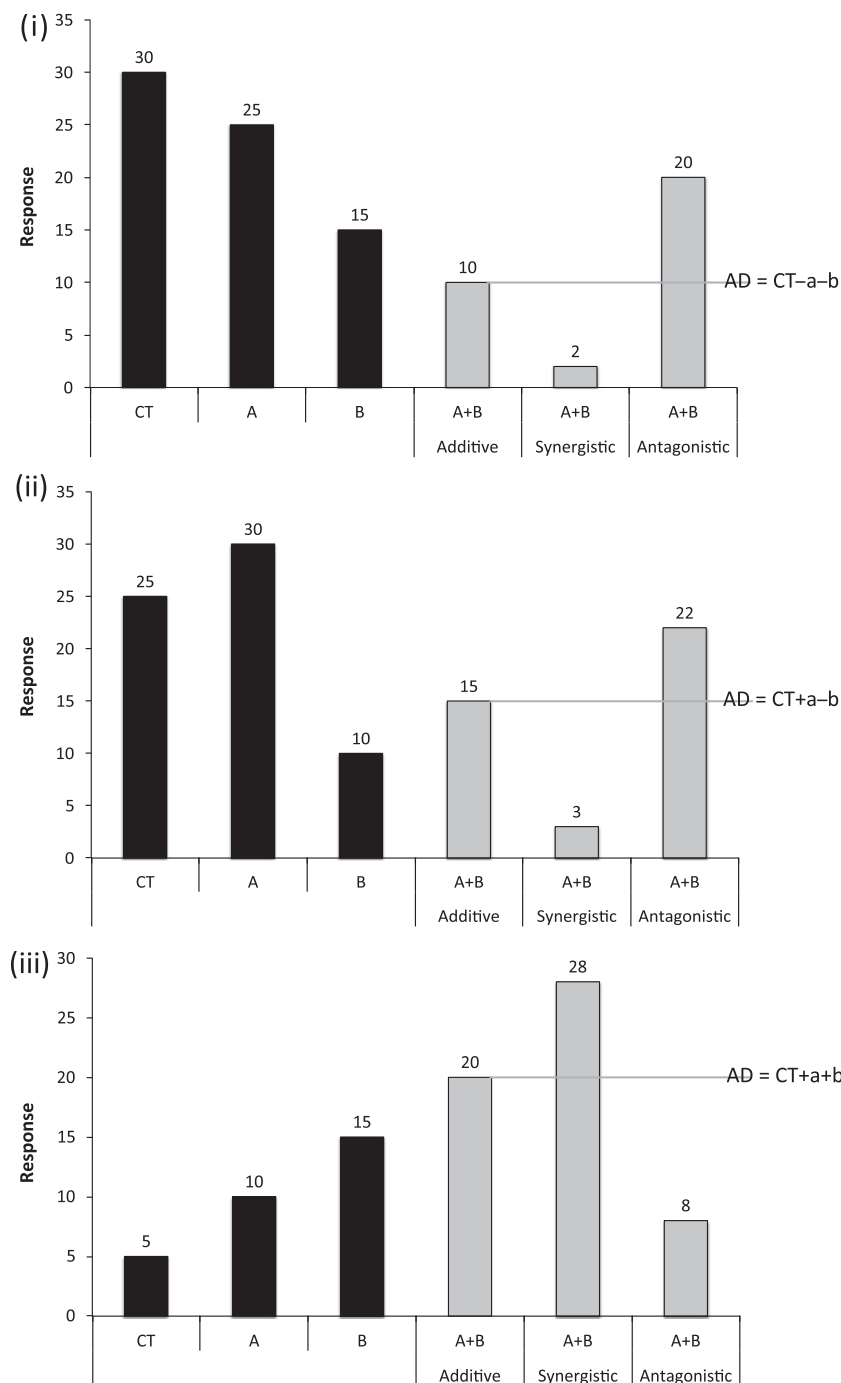 (i)
35
30
25
20
15
10
5
0
Response
30
25
15
10
2
20
AD = CT–a–b
CT A B A+B A+B A+B
Additive Synergistic Antagonistic
(ii)
35
30
25
20
15
10
5
0
Response
25
30
10
15
3
22
AD = CT+a–b
CT A B A+B A+B A+B
Additive Synergistic Antagonistic
(iii)
30
25
20
15
10
5
0
Response
5
10
15
20
28
8
AD = CT+a+b
CT A B A+B A+B A+B
Additive Synergistic Antagonistic